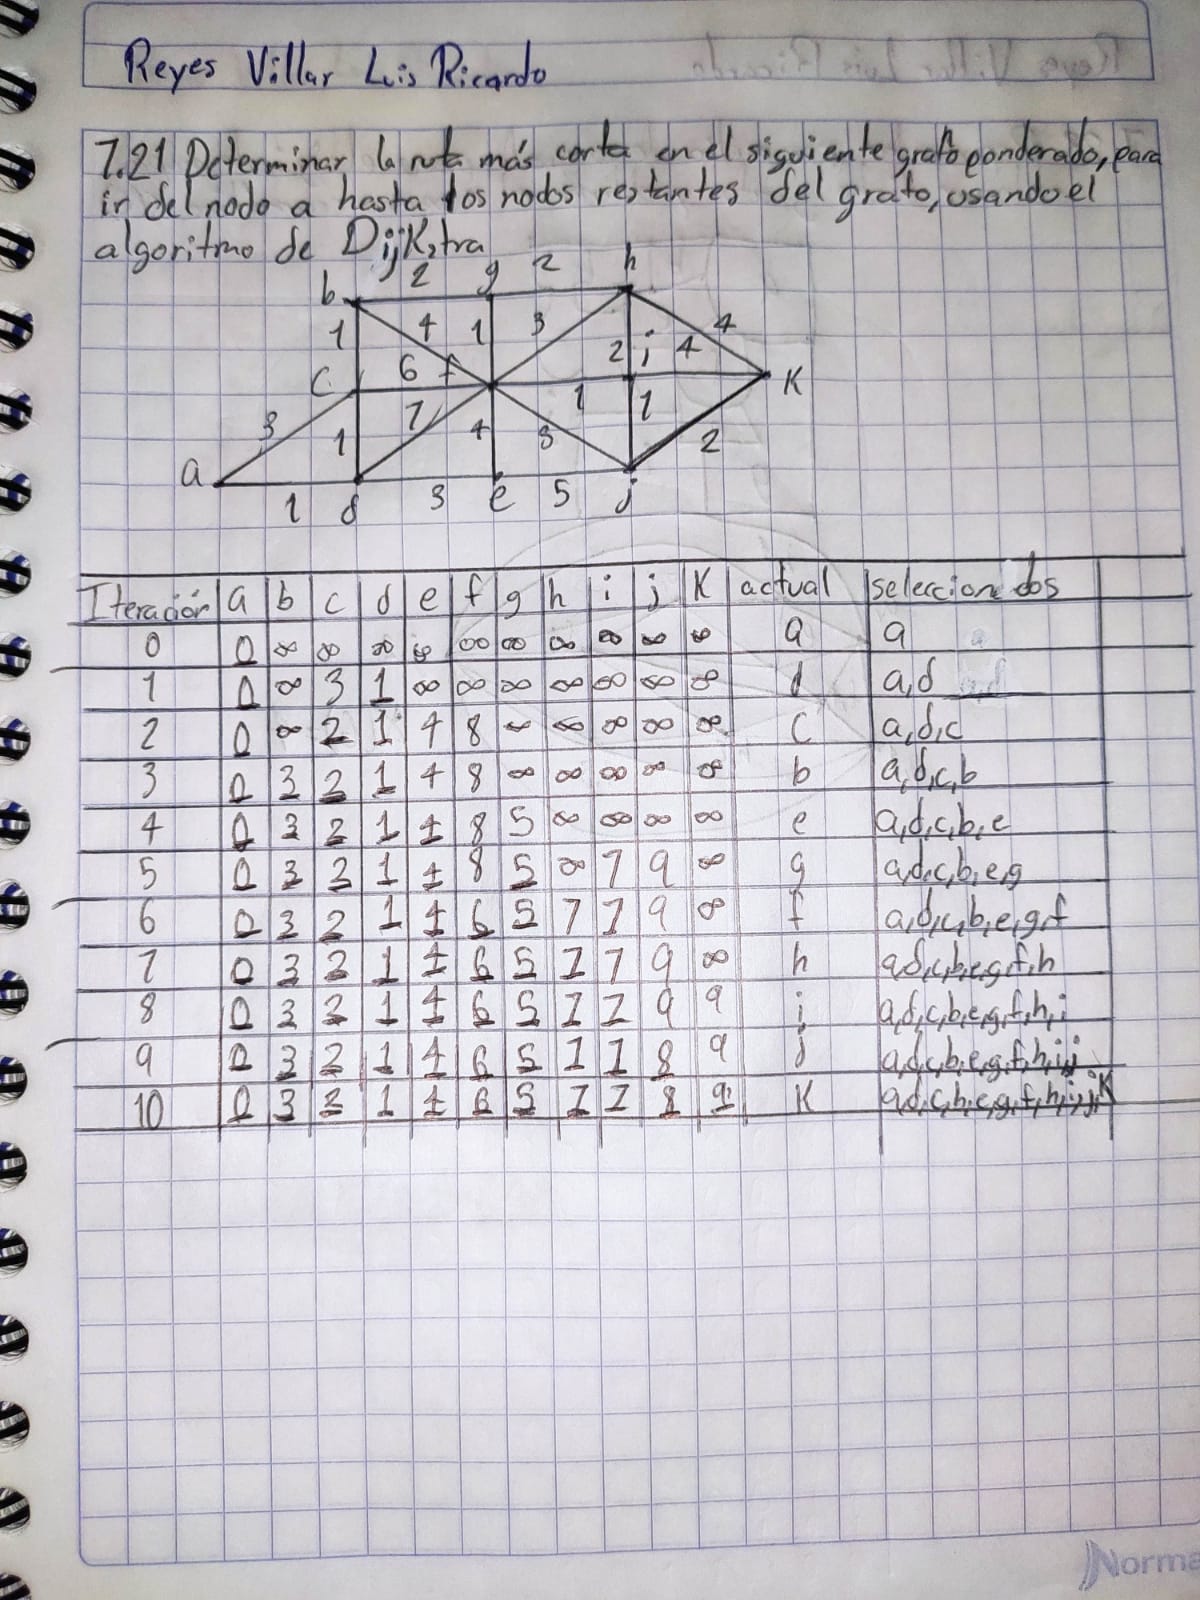 Reyes Villar Luis Ricardo
7.21 Determinar la ruta más corta en el siguiente grafo ponderado, para
ir del nodo a hasta los nodos restantes del grafo, usando el
algoritmo de Dijkstra
b 2 g 2 h
1 4 1 3 2 i 4 4
c 6 f 1 1 K
3 1 7 4 3 2
a 1 d 3 e 5 j
Iteración a b c d e f g h i j K actual seleccionados
0 0 ∞ ∞ ∞ ∞ ∞ ∞ ∞ ∞ ∞ ∞ a a
1 0 ∞ 3 1 ∞ ∞ ∞ ∞ ∞ ∞ ∞ d a,d
2 0 ∞ 2 1 4 8 ∞ ∞ ∞ ∞ ∞ c a,d,c
3 0 3 2 1 4 8 ∞ ∞ ∞ ∞ ∞ b a,d,c,b
4 0 3 2 1 4 8 5 ∞ ∞ ∞ ∞ e a,d,c,b,e
5 0 3 2 1 4 8 5 ∞ 7 9 ∞ g a,d,c,b,e,g
6 0 3 2 1 4 6 5 7 7 9 ∞ f a,d,c,b,e,g,f
7 0 3 2 1 4 6 5 7 7 9 ∞ h a,d,c,b,e,g,f,h
8 0 3 2 1 4 6 5 7 7 9 9 i a,d,c,b,e,g,f,h,i
9 0 3 2 1 4 6 5 7 7 8 9 j a,d,c,b,e,g,f,h,i,j
10 0 3 2 1 4 6 5 7 7 8 9 K a,d,c,b,e,g,f,h,i,j,K
Norma